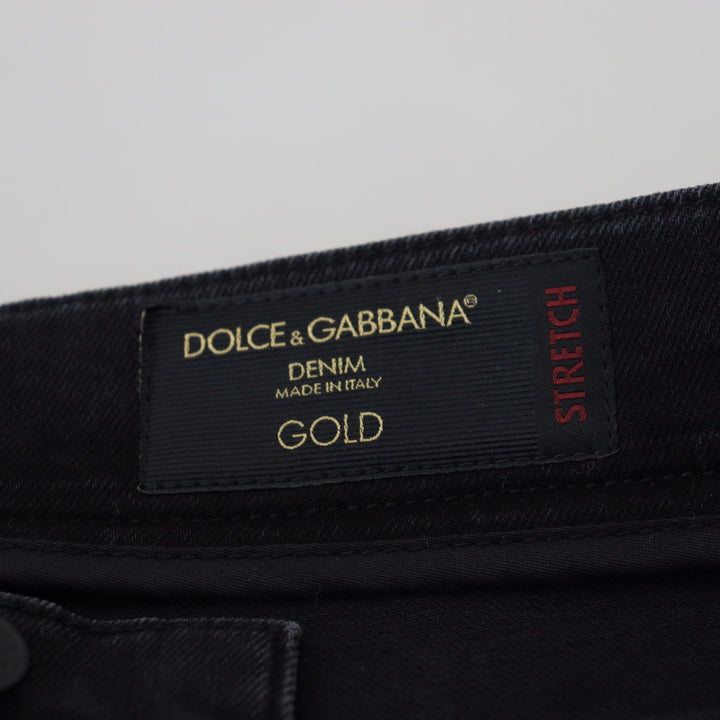 DOLCE & GABBANA®
DENIM
MADE IN ITALY
GOLD
STRETCH